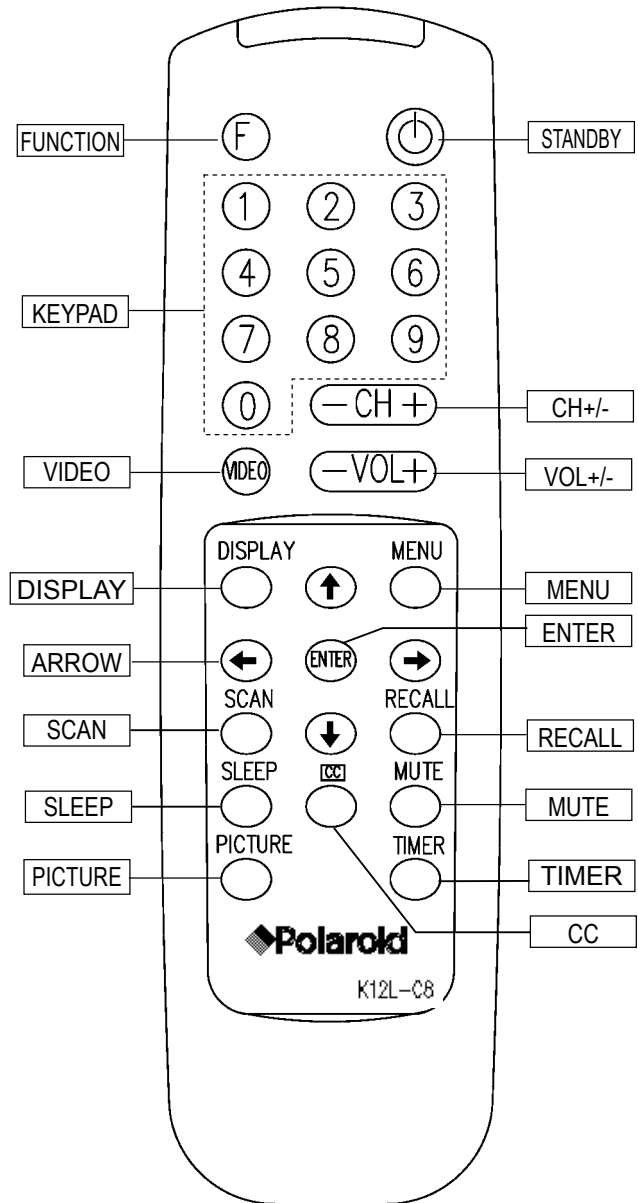 F
FUNCTION
STANDBY
1 2 3
4 5 6
KEYPAD
7 8 9
0 − CH +
CH+/-
VIDEO
VIDEO − VOL+
VOL+/-
DISPLAY MENU
DISPLAY
MENU
ENTER
ARROW
ENTER
SCAN RECALL
SCAN
RECALL
SLEEP CC MUTE
SLEEP
MUTE
PICTURE TIMER
PICTURE
TIMER
CC
Polaroid
K12L-C6